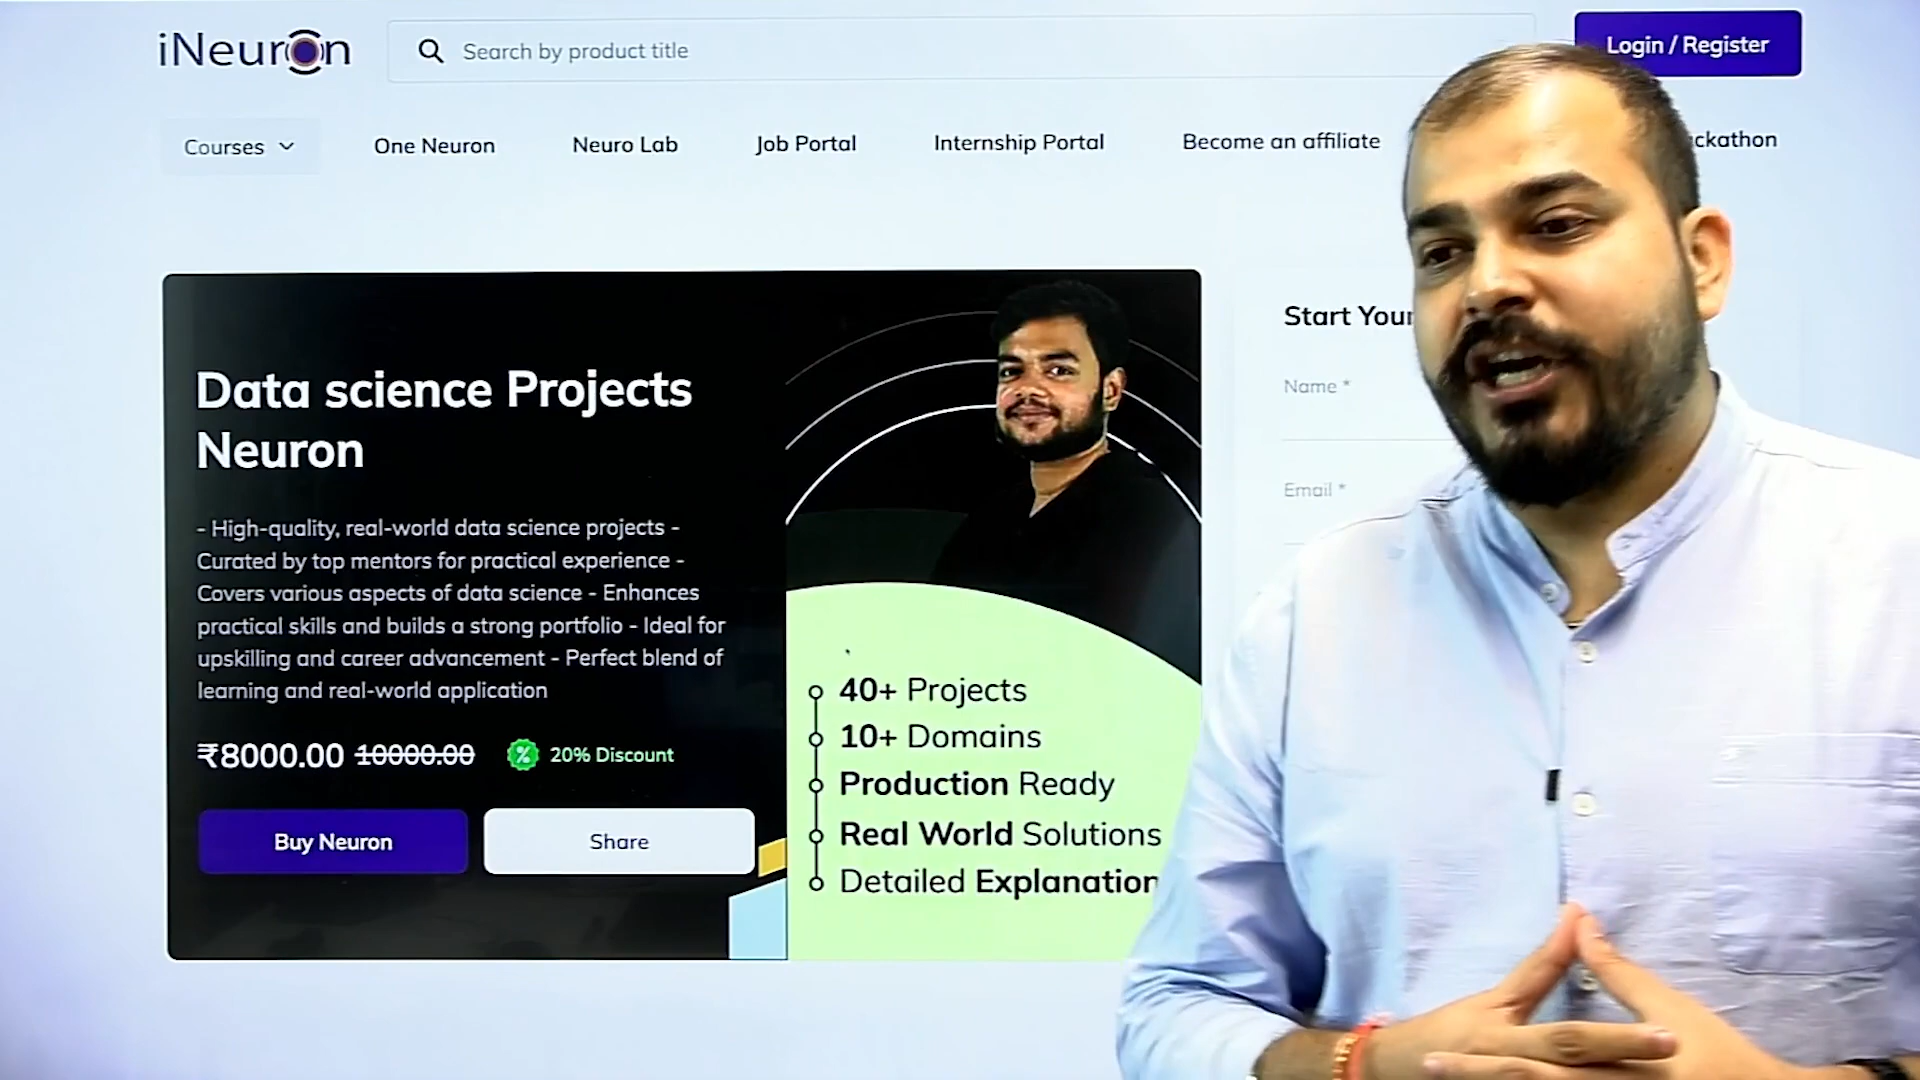 iNeuron
Search by product title
Login / Register
Courses
One Neuron
Neuro Lab
Job Portal
Internship Portal
Become an affiliate
Data science Projects
Neuron
- High-quality, real-world data science projects -
Curated by top mentors for practical experience -
Covers various aspects of data science - Enhances
practical skills and builds a strong portfolio - Ideal for
upskilling and career advancement - Perfect blend of
learning and real-world application
₹8000.00 10000.00
20% Discount
Buy Neuron
Share
40+ Projects
10+ Domains
Production Ready
Real World Solutions
Detailed Explanation
Start Your
Name *
Email *